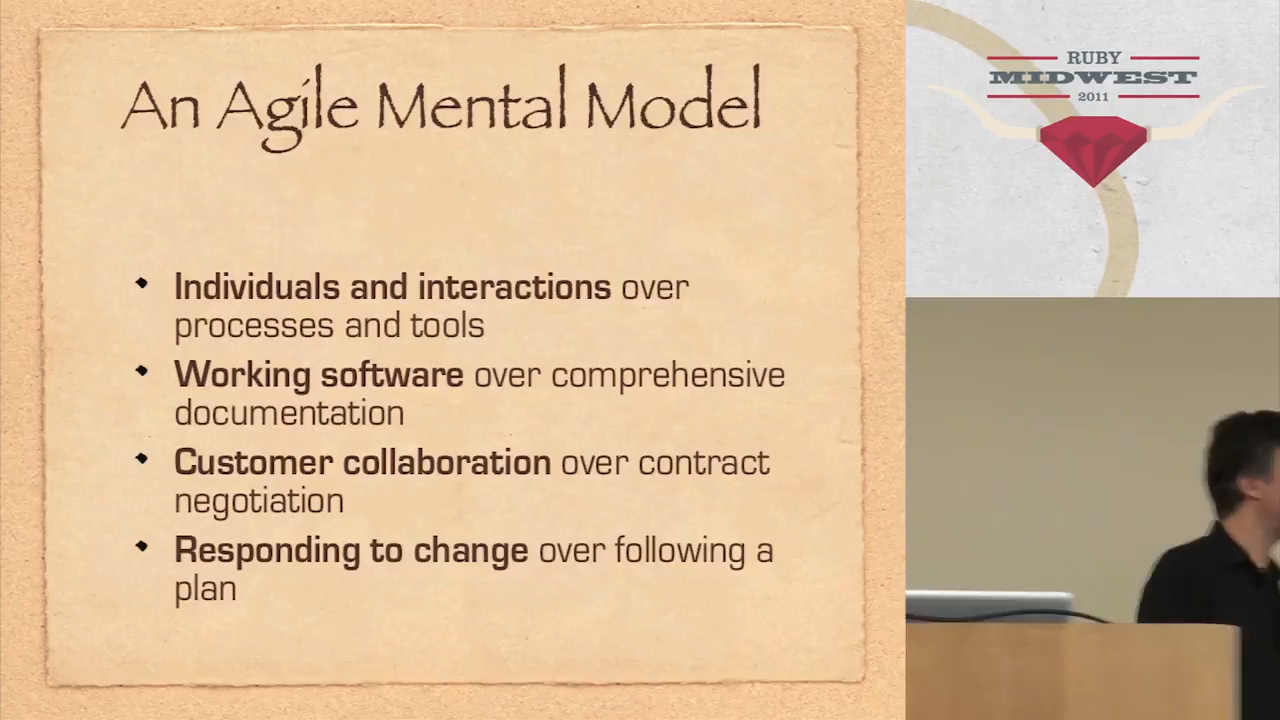 An Agile Mental Model
Individuals and interactions over
processes and tools
Working software over comprehensive
documentation
Customer collaboration over contract
negotiation
Responding to change over following a
plan
RUBY
MIDWEST
2011